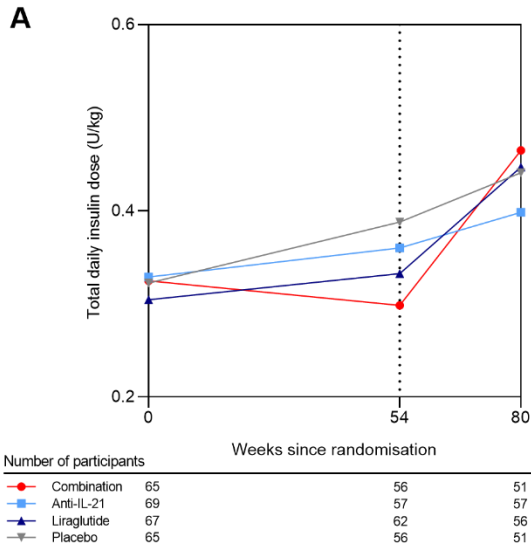 A
0.6
0.4
0.2
Total daily insulin dose (U/kg)
0 54 80
Weeks since randomisation
Number of participants
Combination 65 56 51
Anti-IL-21 69 57 57
Liraglutide 67 62 56
Placebo 65 56 51